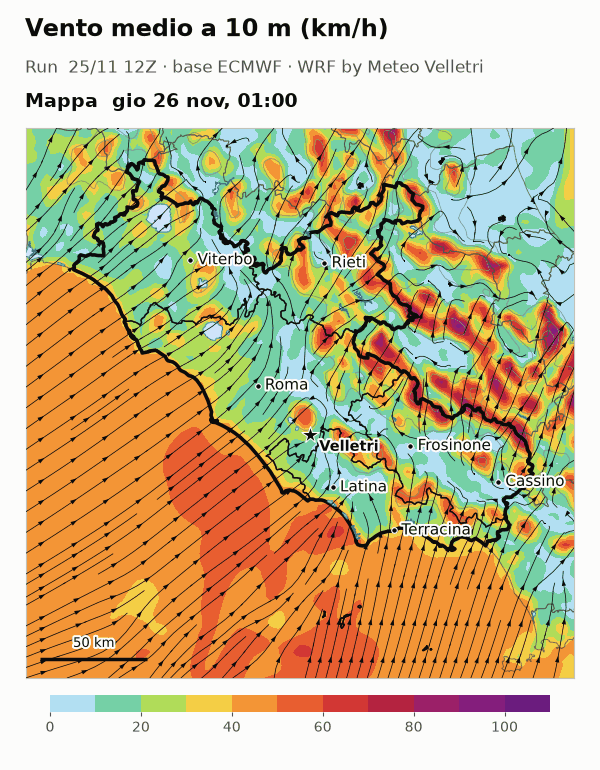 Vento medio a 10 m (km/h)
Run  25/11 12Z · base ECMWF · WRF by Meteo Velletri
Mappa  gio 26 nov, 01:00
Viterbo
Rieti
Roma
Velletri
Frosinone
Latina
Cassino
Terracina
50 km
0 20 40 60 80 100